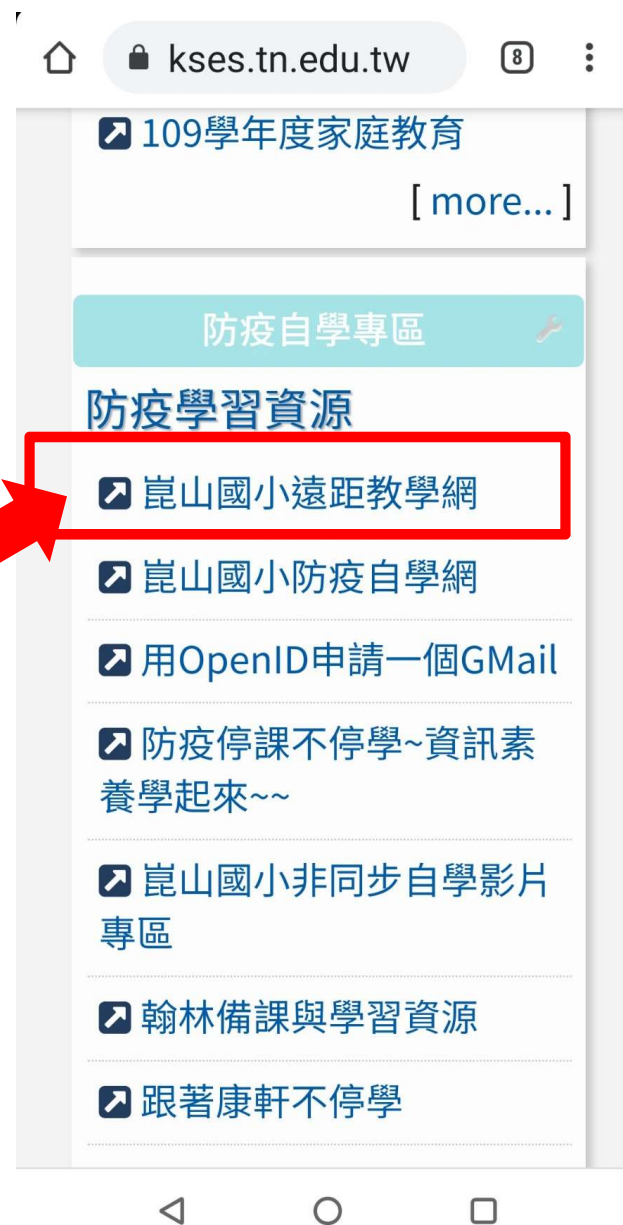 kses.tn.edu.tw
8
109學年度家庭教育
[ more... ]
防疫自學專區
防疫學習資源
崑山國小遠距教學網
崑山國小防疫自學網
用OpenID申請一個GMail
防疫停課不停學~資訊素
養學起來~~
崑山國小非同步自學影片
專區
翰林備課與學習資源
跟著康軒不停學